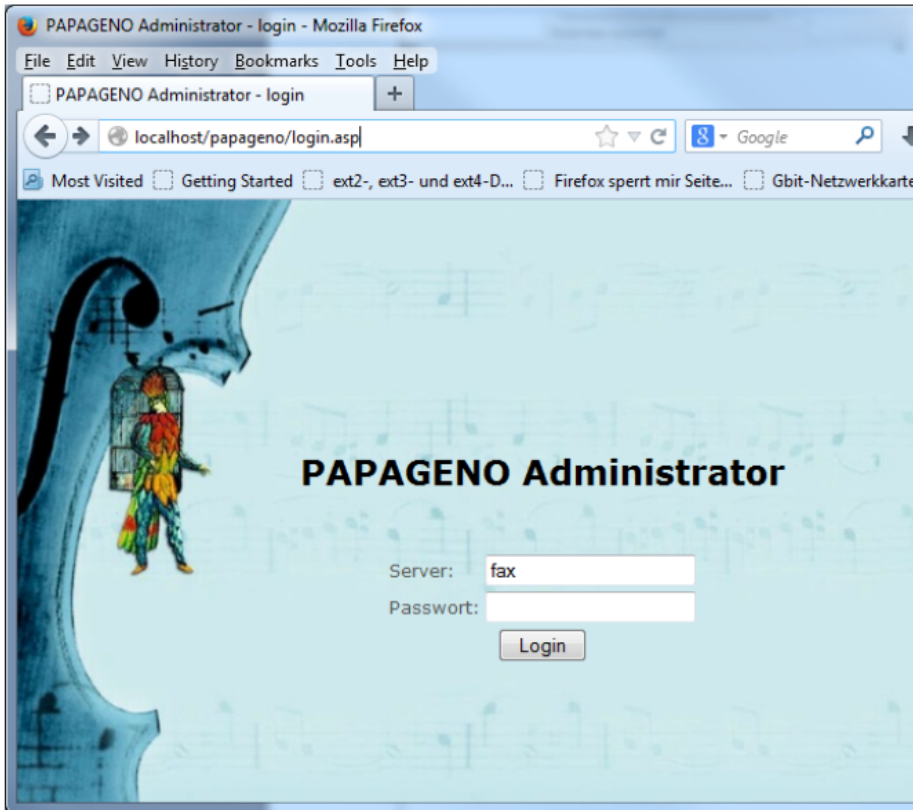 PAPAGENO Administrator - login - Mozilla Firefox
File Edit View History Bookmarks Tools Help
PAPAGENO Administrator - login +
localhost/papageno/login.asp 8 Google
Most Visited Getting Started ext2-, ext3- und ext4-D... Firefox sperrt mir Seite... Gbit-Netzwerkkarte
PAPAGENO Administrator
Server: fax
Passwort:
Login